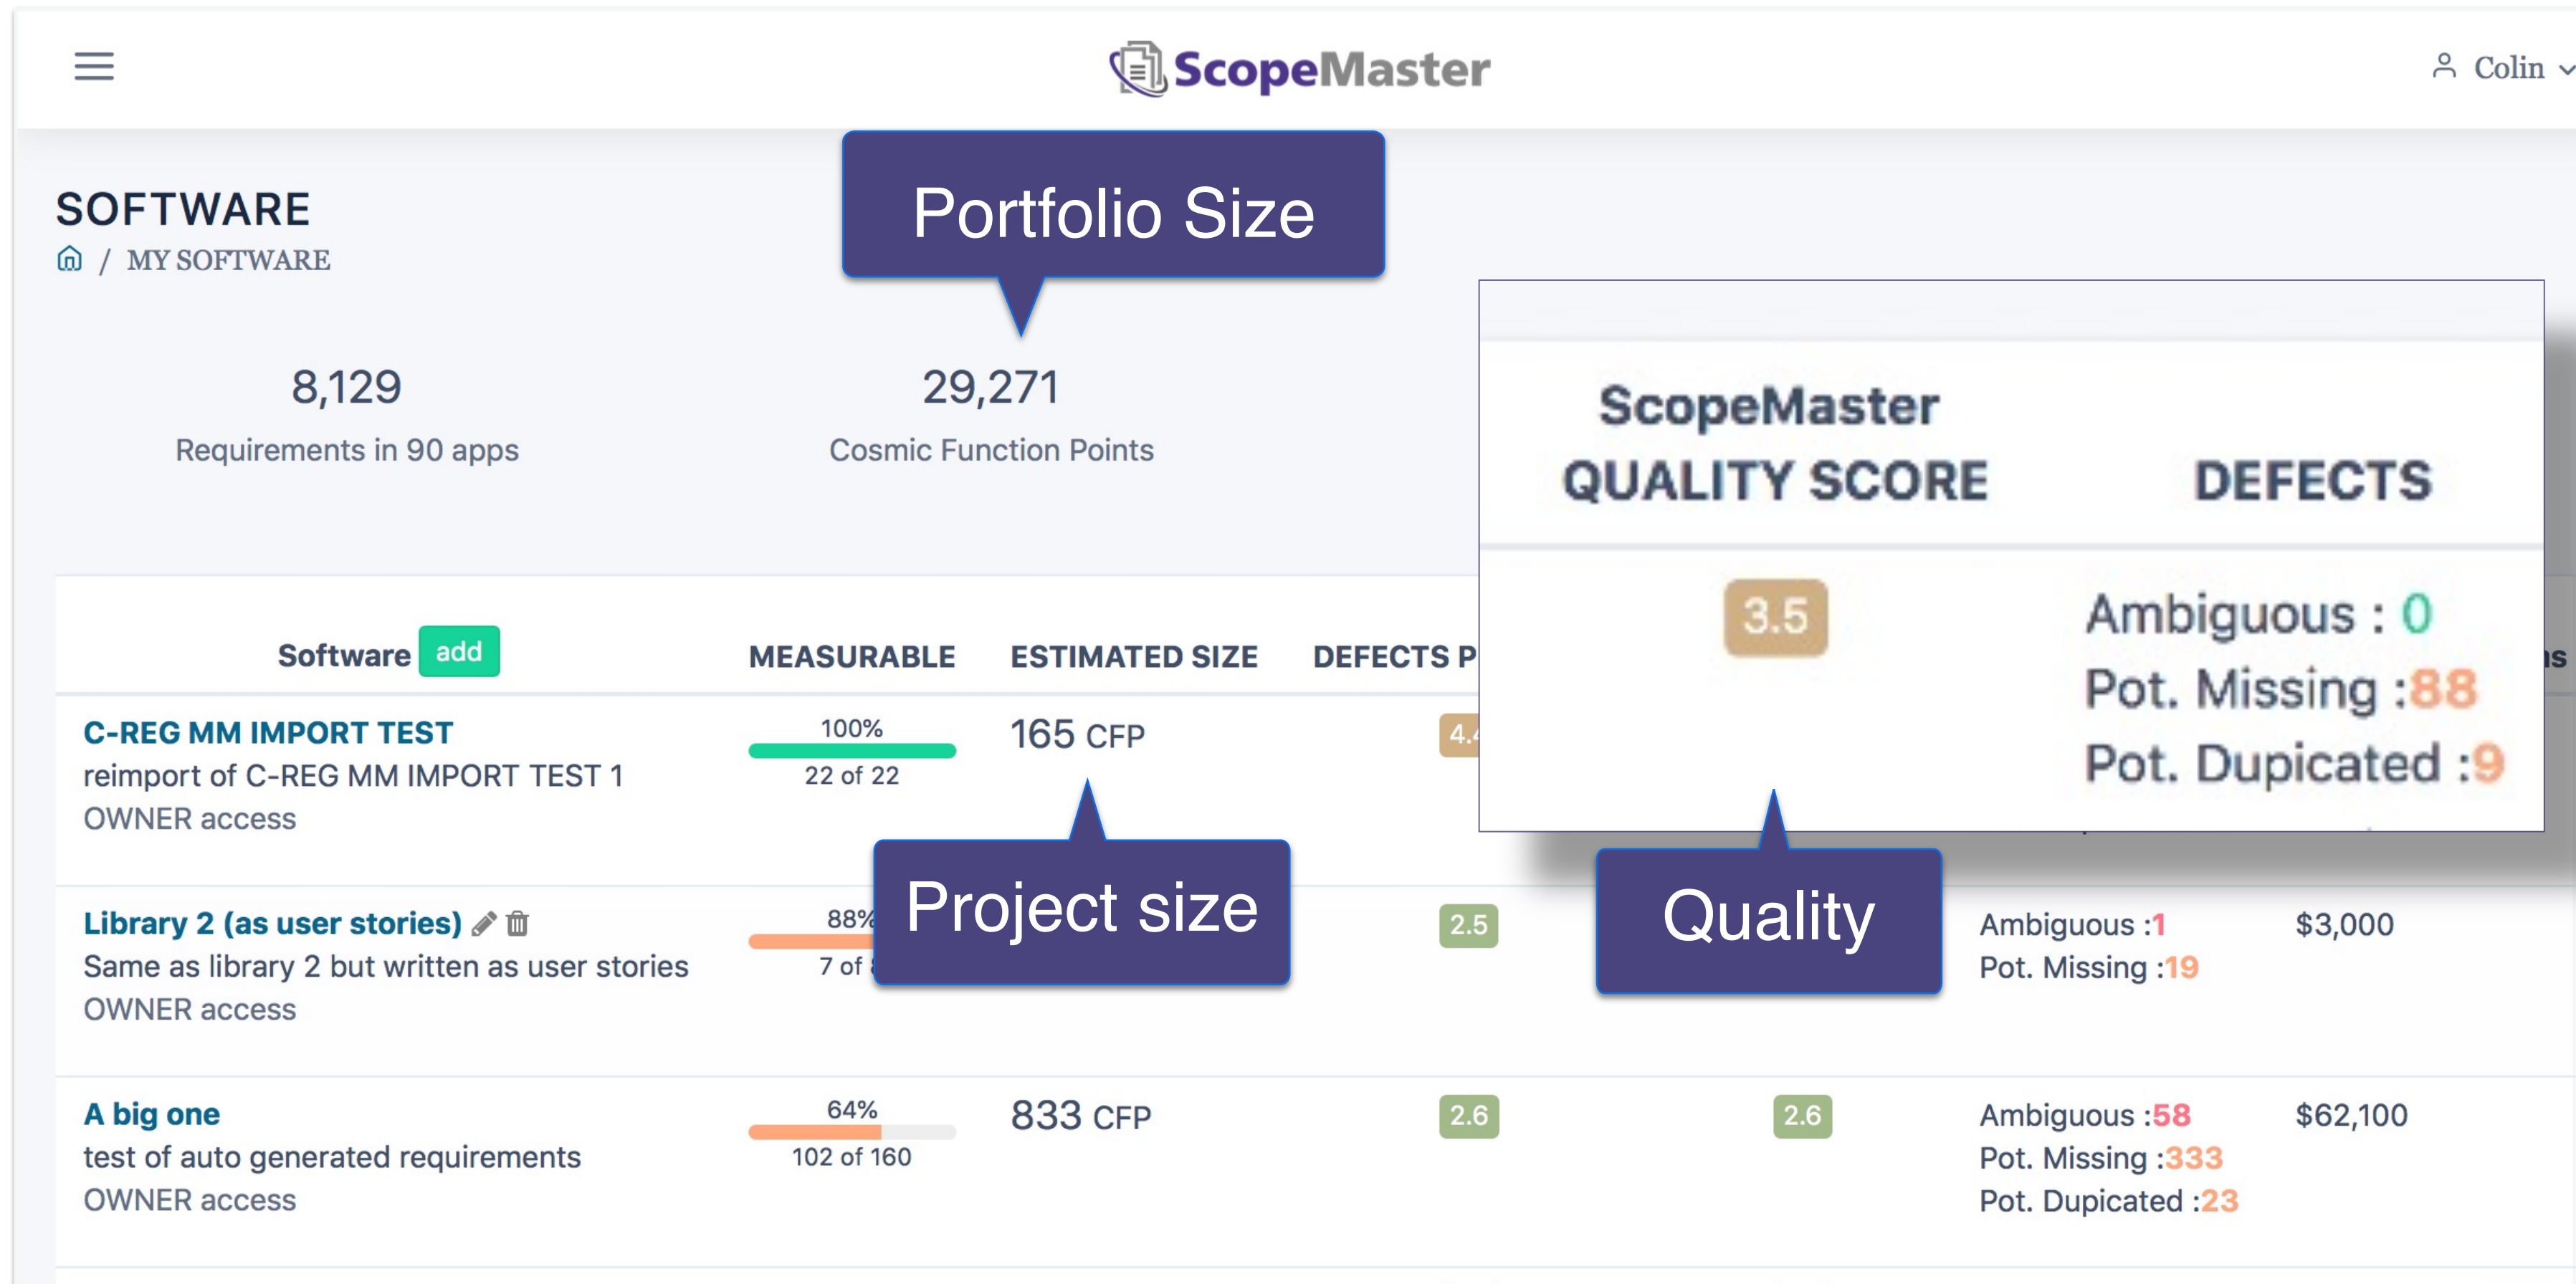 ScopeMaster
Colin
SOFTWARE
/ MY SOFTWARE
Portfolio Size
8,129
Requirements in 90 apps
29,271
Cosmic Function Points
ScopeMaster
QUALITY SCORE
DEFECTS
3.5
Ambiguous : 0
Pot. Missing :88
Pot. Dupicated :9
Software add
MEASURABLE
ESTIMATED SIZE
DEFECTS P
C-REG MM IMPORT TEST
reimport of C-REG MM IMPORT TEST 1
OWNER access
100%
22 of 22
165 CFP
Project size
Quality
Library 2 (as user stories)
Same as library 2 but written as user stories
OWNER access
88%
7 of
2.5
Ambiguous :1
Pot. Missing :19
$3,000
A big one
test of auto generated requirements
OWNER access
64%
102 of 160
833 CFP
2.6
2.6
Ambiguous :58
Pot. Missing :333
Pot. Dupicated :23
$62,100